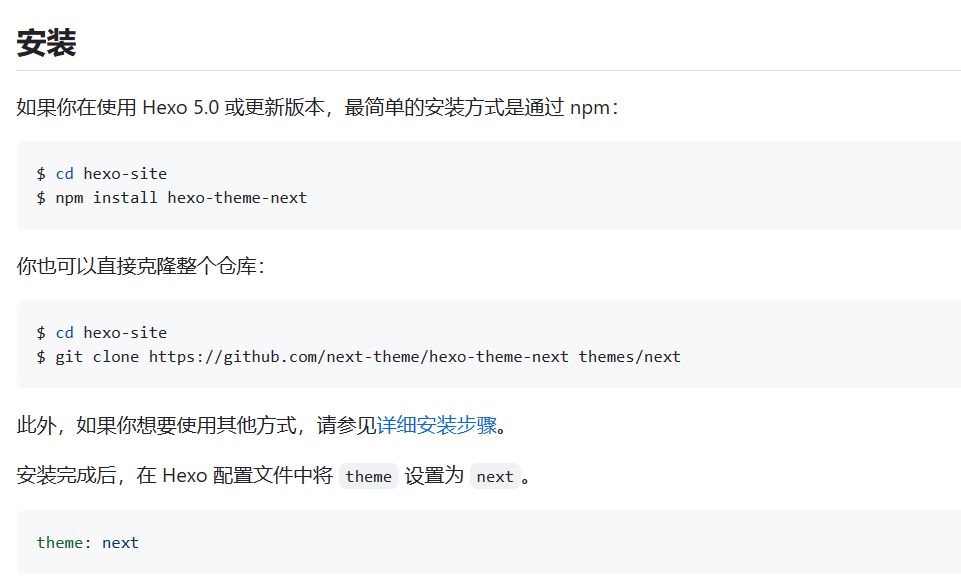 安装
如果你在使用 Hexo 5.0 或更新版本，最简单的安装方式是通过 npm：
$ cd hexo-site
$ npm install hexo-theme-next
你也可以直接克隆整个仓库：
$ cd hexo-site
$ git clone https://github.com/next-theme/hexo-theme-next themes/next
此外，如果你想要使用其他方式，请参见详细安装步骤。
安装完成后，在 Hexo 配置文件中将 theme 设置为 next。
theme: next